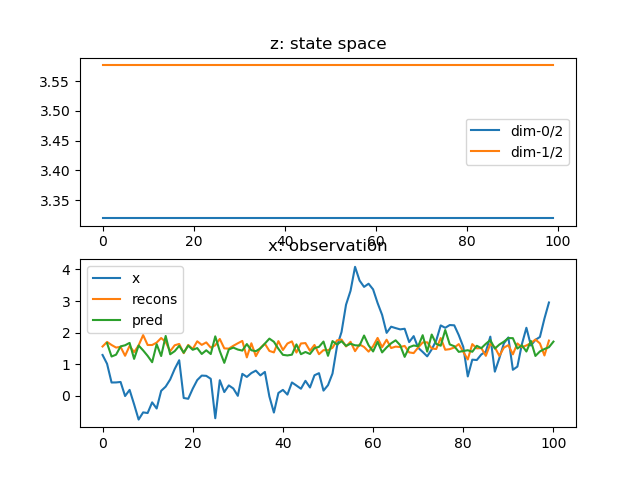 z: state space
3.55
3.50
3.45
3.40
3.35
dim-0/2
dim-1/2
0 20 40 60 80 100
x: observation
4
3
2
1
0
x
recons
pred
0 20 40 60 80 100